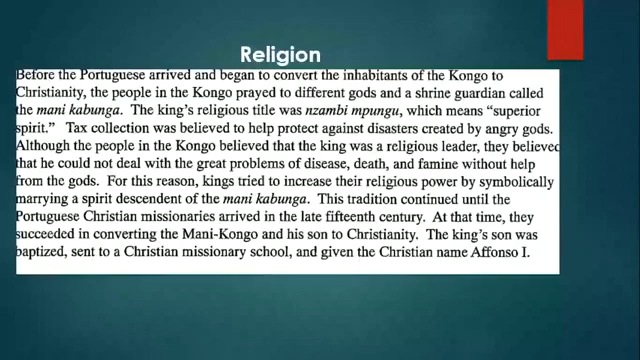 Religion
Before the Portuguese arrived and began to convert the inhabitants of the Kongo to
Christianity, the people in the Kongo prayed to different gods and a shrine guardian called
the mani kabunga. The king's religious title was nzambi mpungu, which means “superior
spirit.” Tax collection was believed to help protect against disasters created by angry gods.
Although the people in the Kongo believed that the king was a religious leader, they believed
that he could not deal with the great problems of disease, death, and famine without help
from the gods. For this reason, kings tried to increase their religious power by symbolically
marrying a spirit descendent of the mani kabunga. This tradition continued until the
Portuguese Christian missionaries arrived in the late fifteenth century. At that time, they
succeeded in converting the Mani-Kongo and his son to Christianity. The king's son was
baptized, sent to a Christian missionary school, and given the Christian name Affonso I.